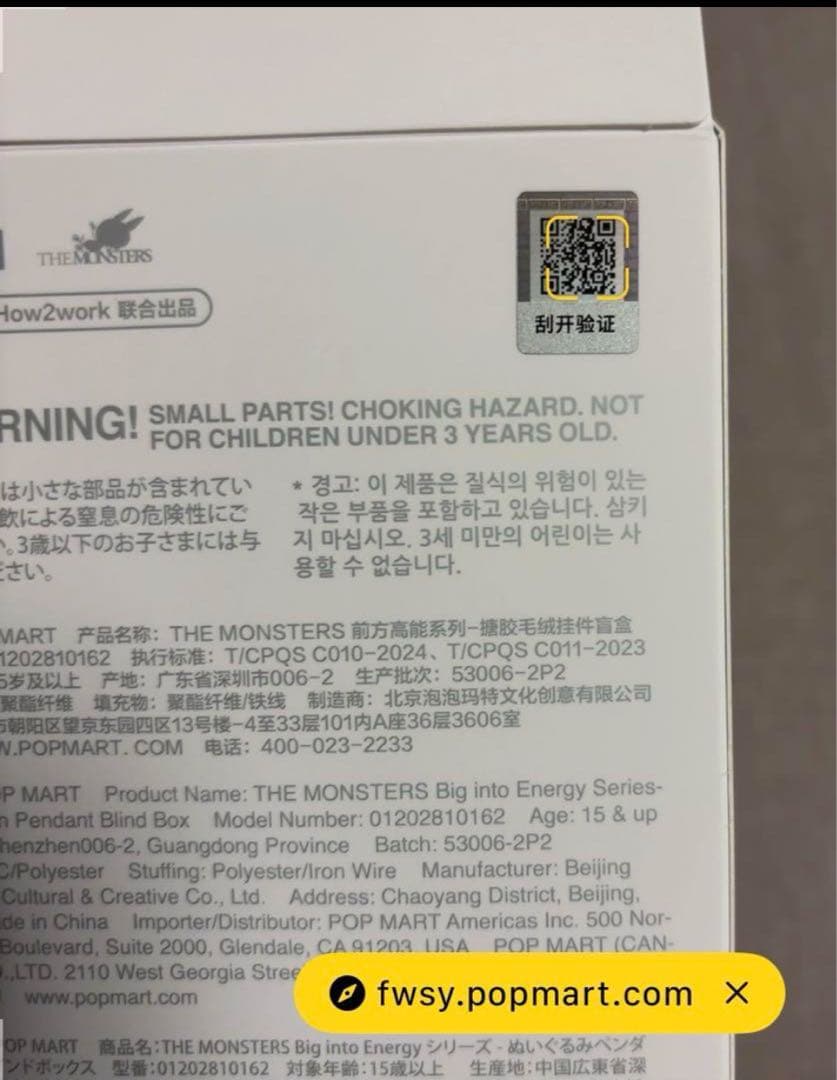 THE MONSTERS
How2work 联合出品
刮开验证
RNING! SMALL PARTS! CHOKING HAZARD. NOT
FOR CHILDREN UNDER 3 YEARS OLD.
は小さな部品が含まれてい
飲による窒息の危険性にご
い。3歳以下のお子さまには与
ださい。
* 경고: 이 제품은 질식의 위험이 있는
작은 부품을 포함하고 있습니다. 삼키
지 마십시오. 3세 미만의 어린이는 사
용할 수 없습니다.
MART 产品名称: THE MONSTERS 前方高能系列-搪胶毛绒挂件盲盒
01202810162 执行标准: T/CPQS C010-2024、T/CPQS C011-2023
5岁及以上 产地: 广东省深圳市006-2 生产批次: 53006-2P2
聚酯纤维 填充物: 聚酯纤维/铁线 制造商: 北京泡泡玛特文化创意有限公司
市朝阳区望京东园四区13号楼-4至33层101内A座36层3606室
W.POPMART.COM 电话: 400-023-2233
OP MART Product Name: THE MONSTERS Big into Energy Series-
h Pendant Blind Box Model Number: 01202810162 Age: 15 & up
henzhen006-2, Guangdong Province Batch: 53006-2P2
C/Polyester Stuffing: Polyester/Iron Wire Manufacturer: Beijing
Cultural & Creative Co., Ltd. Address: Chaoyang District, Beijing,
de in China Importer/Distributor: POP MART Americas Inc. 500 Nor-
Boulevard, Suite 2000, Glendale, CA 91203, USA POP MART (CAN-
.,LTD. 2110 West Georgia Stree
fwsy.popmart.com
www.popmart.com
OP MART 商品名:THE MONSTERS Big into Energy シリーズ - ぬいぐるみペンダ
ンドボックス 型番:01202810162 対象年齢:15歳以上 生産地:中国広東省深